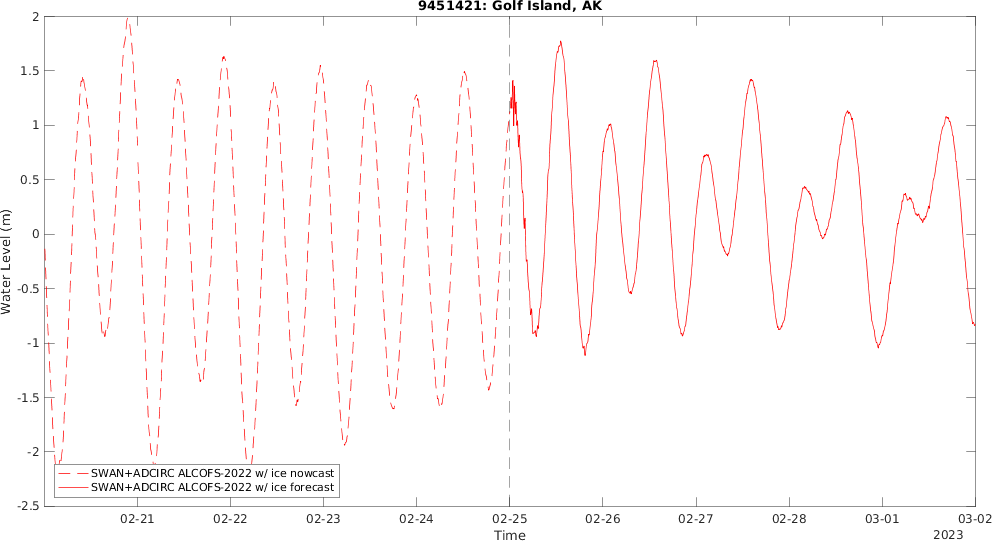 9451421: Golf Island, AK
2
1.5
1
0.5
0
-0.5
-1
-1.5
-2
-2.5
Water Level (m)
SWAN+ADCIRC ALCOFS-2022 w/ ice nowcast
SWAN+ADCIRC ALCOFS-2022 w/ ice forecast
02-21 02-22 02-23 02-24 02-25 02-26 02-27 02-28 03-01 03-02
Time
2023